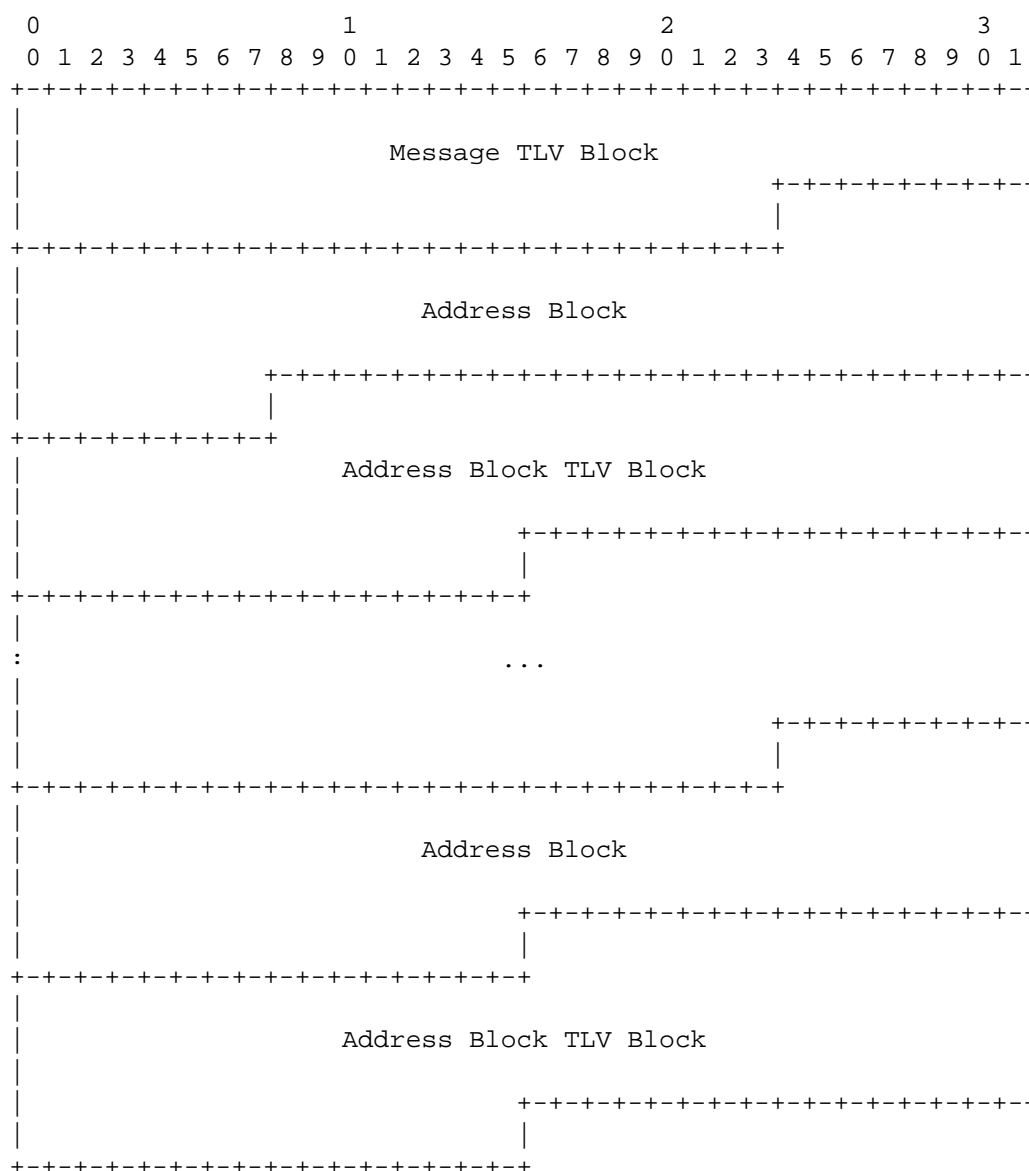 0                   1                   2                   3
0 1 2 3 4 5 6 7 8 9 0 1 2 3 4 5 6 7 8 9 0 1 2 3 4 5 6 7 8 9 0 1
Message TLV Block
Address Block
Address Block TLV Block
: ...
Address Block
Address Block TLV Block